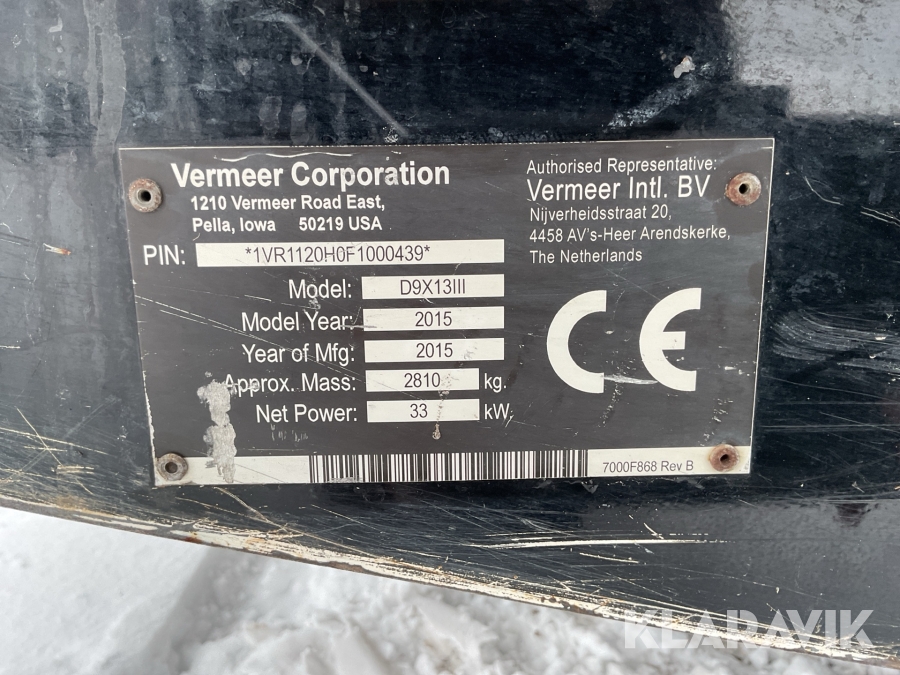 Vermeer Corporation
1210 Vermeer Road East,
Pella, Iowa 50219 USA
Authorised Representative:
Vermeer Intl. BV
Nijverheidsstraat 20,
4458 AV's-Heer Arendskerke,
The Netherlands
PIN: *1VR1120H0F1000439*
Model: D9X13III
Model Year: 2015
Year of Mfg: 2015
Approx. Mass: 2810 kg.
Net Power: 33 kW.
CE
7000F868 Rev B
KLARAVIK